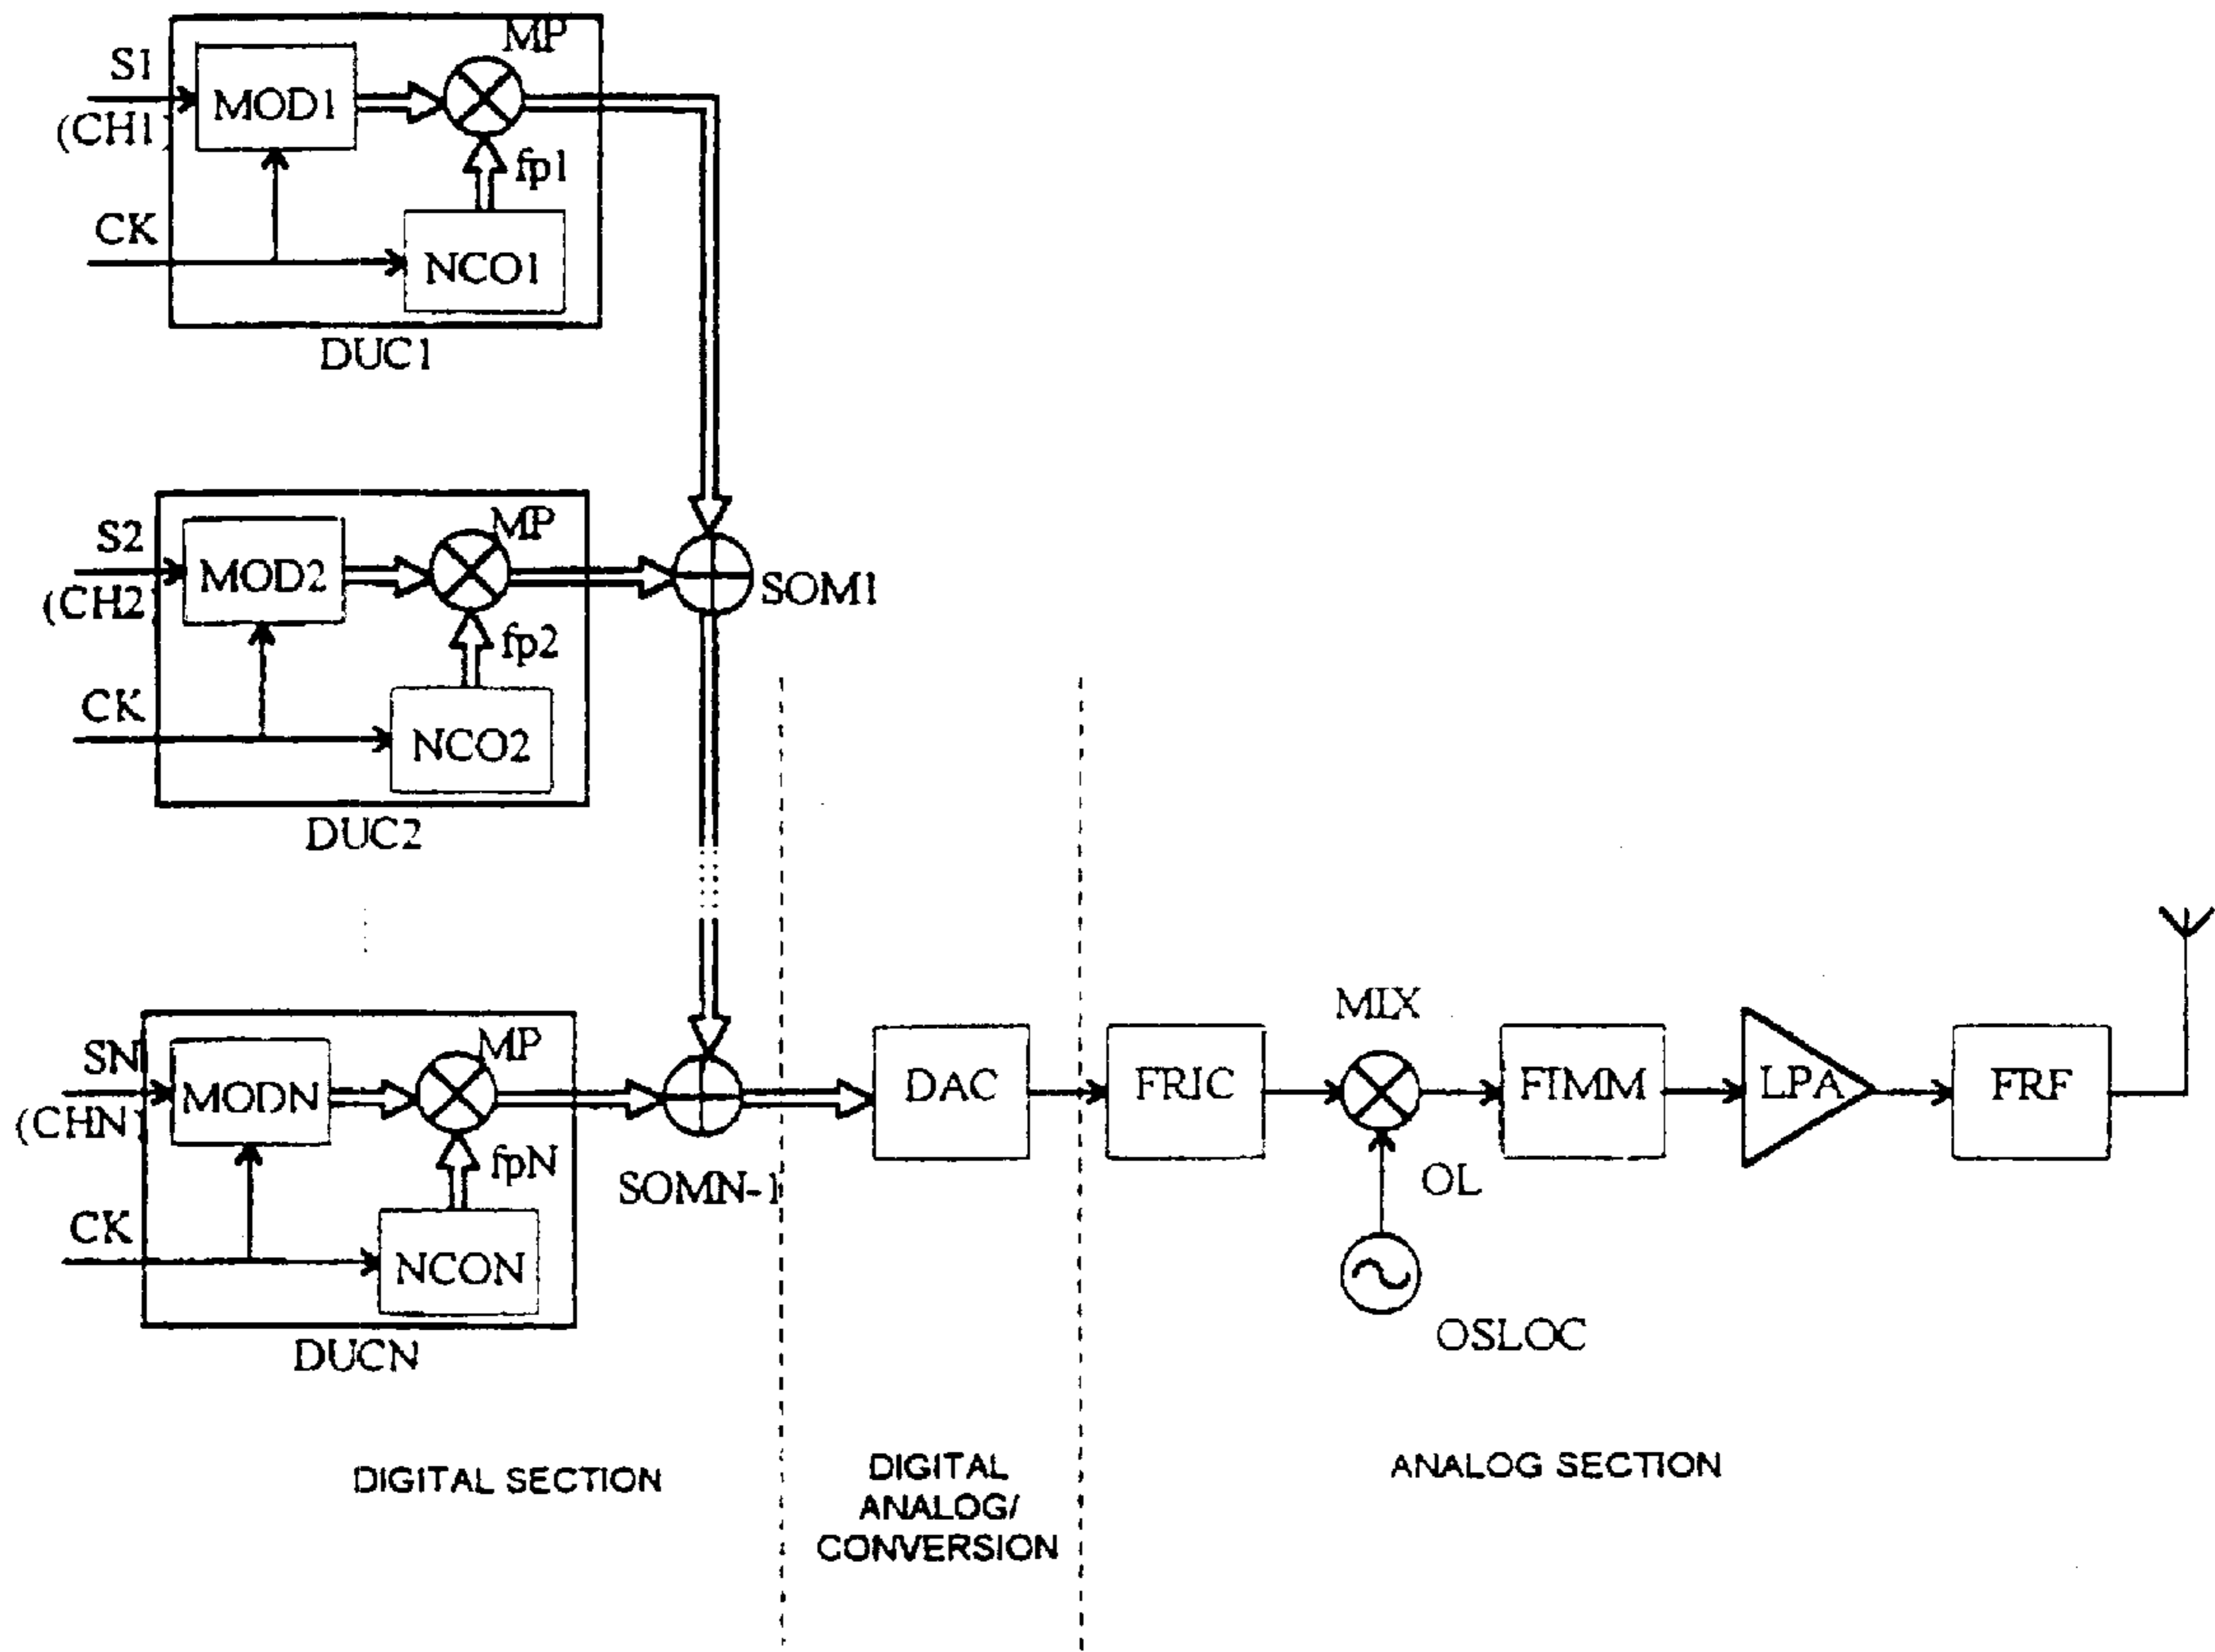 MP
S1
MOD1
(CH1)
fp1
CK
NCO1
DUC1
MP
S2
MOD2
SOM1
(CH2)
fp2
CK
NCO2
DUC2
MP
SN
MODN
(CHN)
fpN
SOMN-1
CK
NCON
DUCN
DAC
FRIC
MIX
OL
OSLOC
FIMM
LPA
FRF
DIGITAL SECTION
DIGITAL
ANALOG/
CONVERSION
ANALOG SECTION